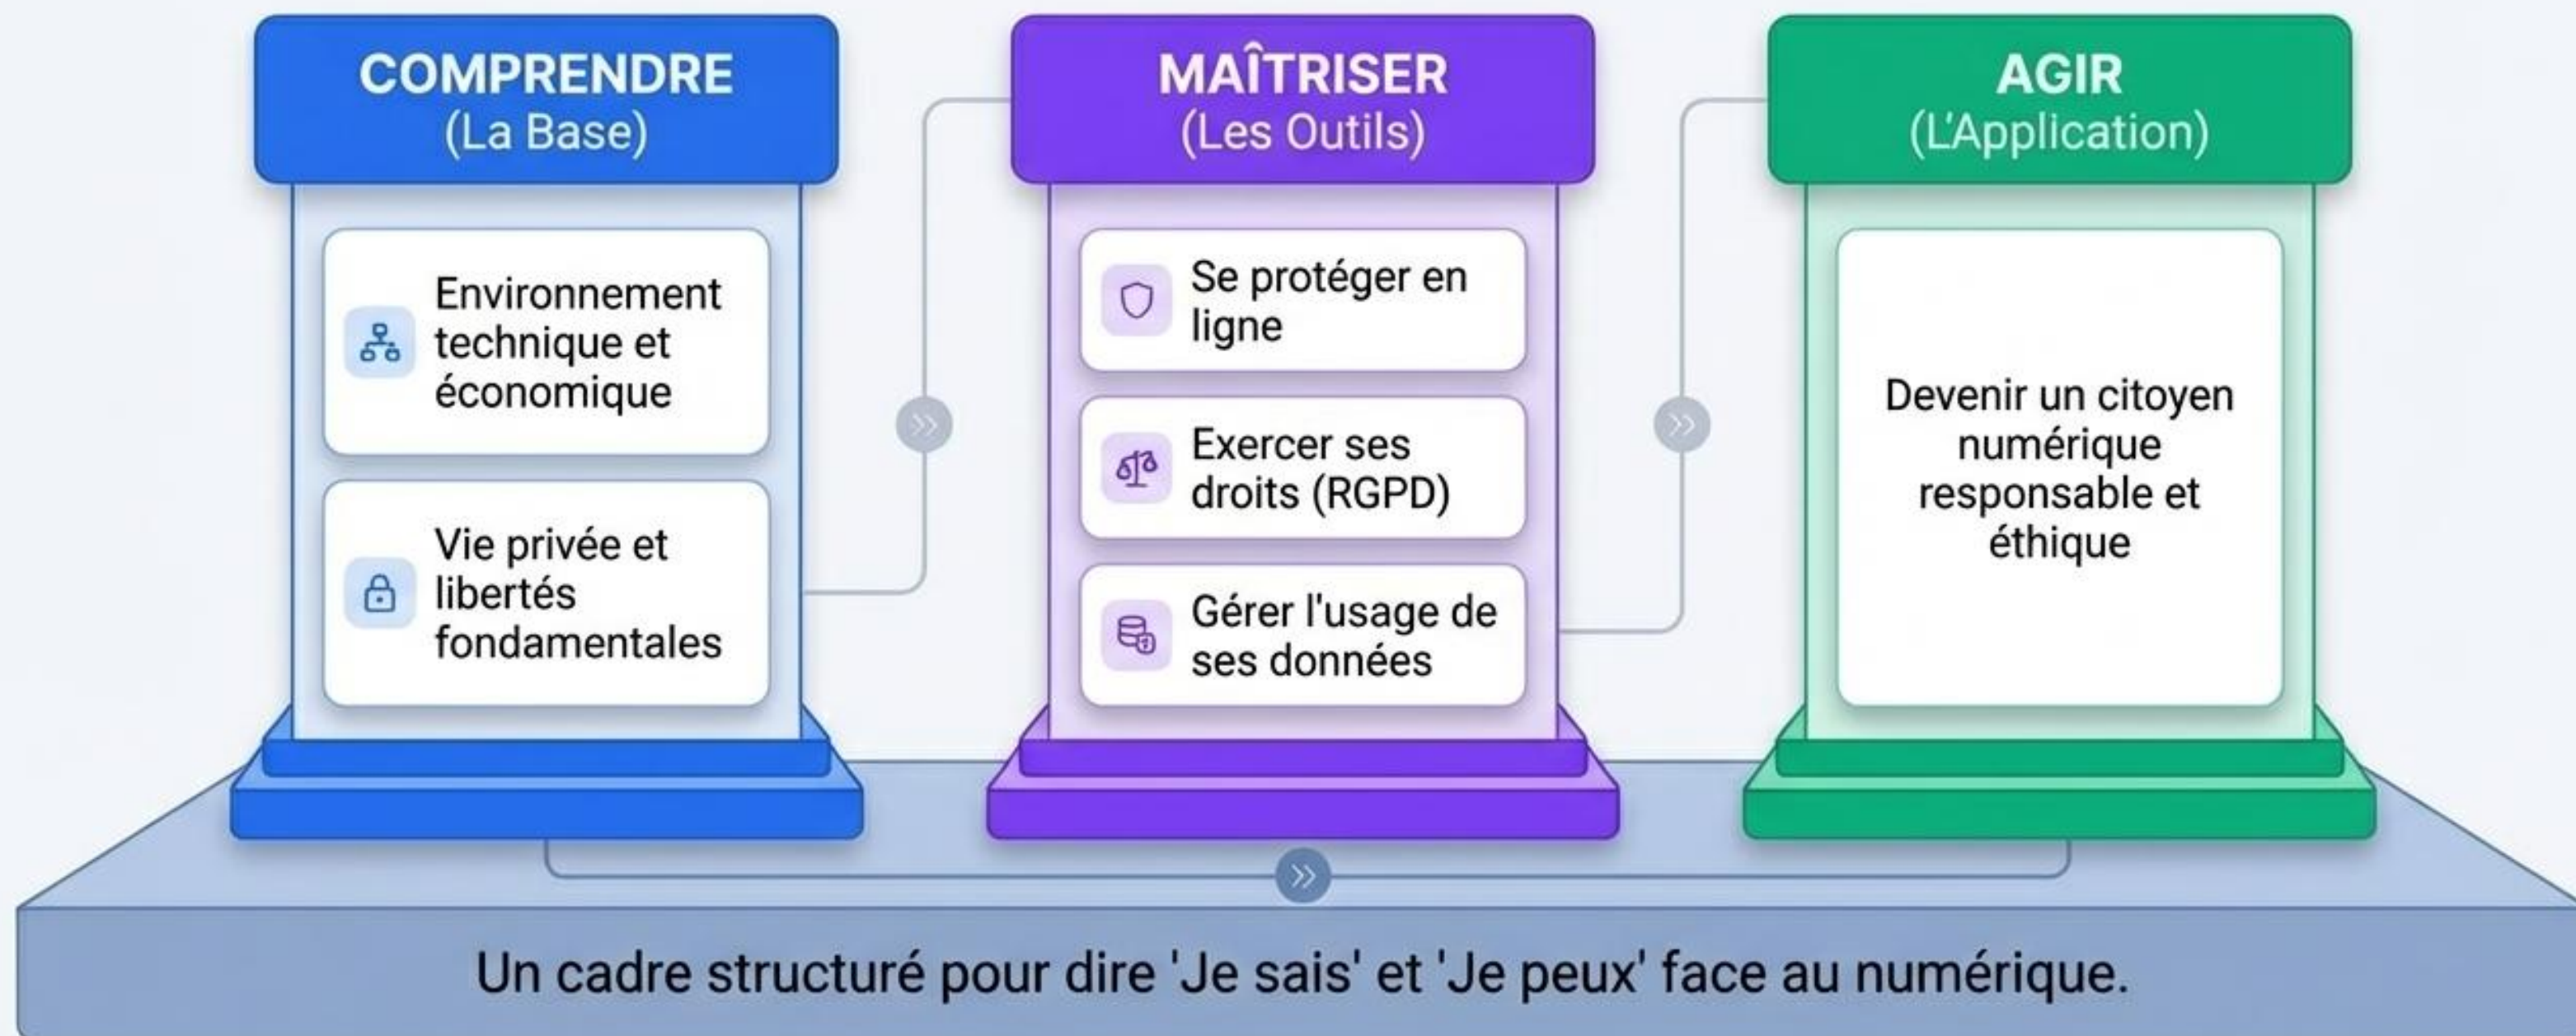 COMPRENDRE
(La Base)
Environnement
technique et
économique
Vie privée et
libertés
fondamentales
MAÎTRISER
(Les Outils)
Se protéger en
ligne
Exercer ses
droits (RGPD)
Gérer l'usage de
ses données
AGIR
(L'Application)
Devenir un citoyen
numérique
responsable et
éthique
Un cadre structuré pour dire 'Je sais' et 'Je peux' face au numérique.